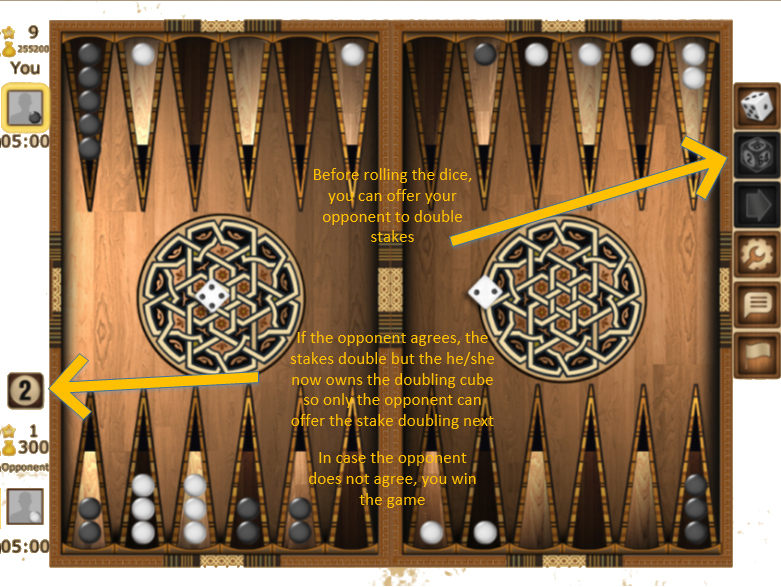 9
255200
You
05:00
Before rolling the dice,
you can offer your
opponent to double
stakes
If the opponent agrees, the
stakes double but the he/she
now owns the doubling cube
so only the opponent can
offer the stake doubling next
In case the opponent
does not agree, you win
the game
2
1
300
Opponent
05:00